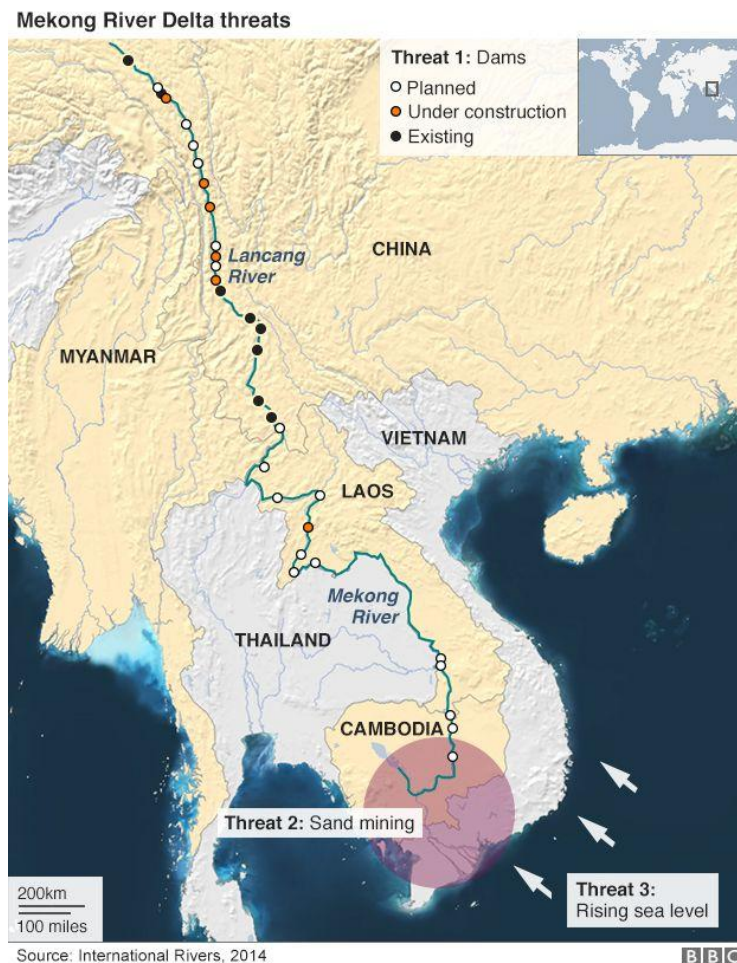 Mekong River Delta threats
Threat 1: Dams
Planned
Under construction
Existing
Lancang
River
CHINA
MYANMAR
VIETNAM
LAOS
Mekong
River
THAILAND
CAMBODIA
Threat 2: Sand mining
Threat 3:
Rising sea level
200km
100 miles
Source: International Rivers, 2014
BBC